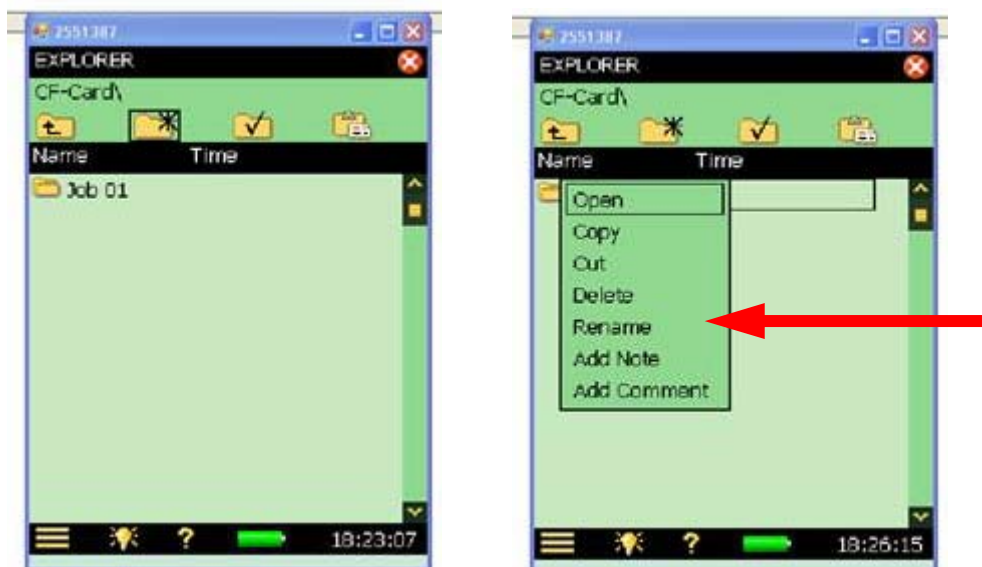 2551387
EXPLORER
CF-Card\
Name Time
Job 01
?
18:23:07
2551387
EXPLORER
CF-Card\
Name Time
Open
Copy
Cut
Delete
Rename
Add Note
Add Comment
?
18:26:15